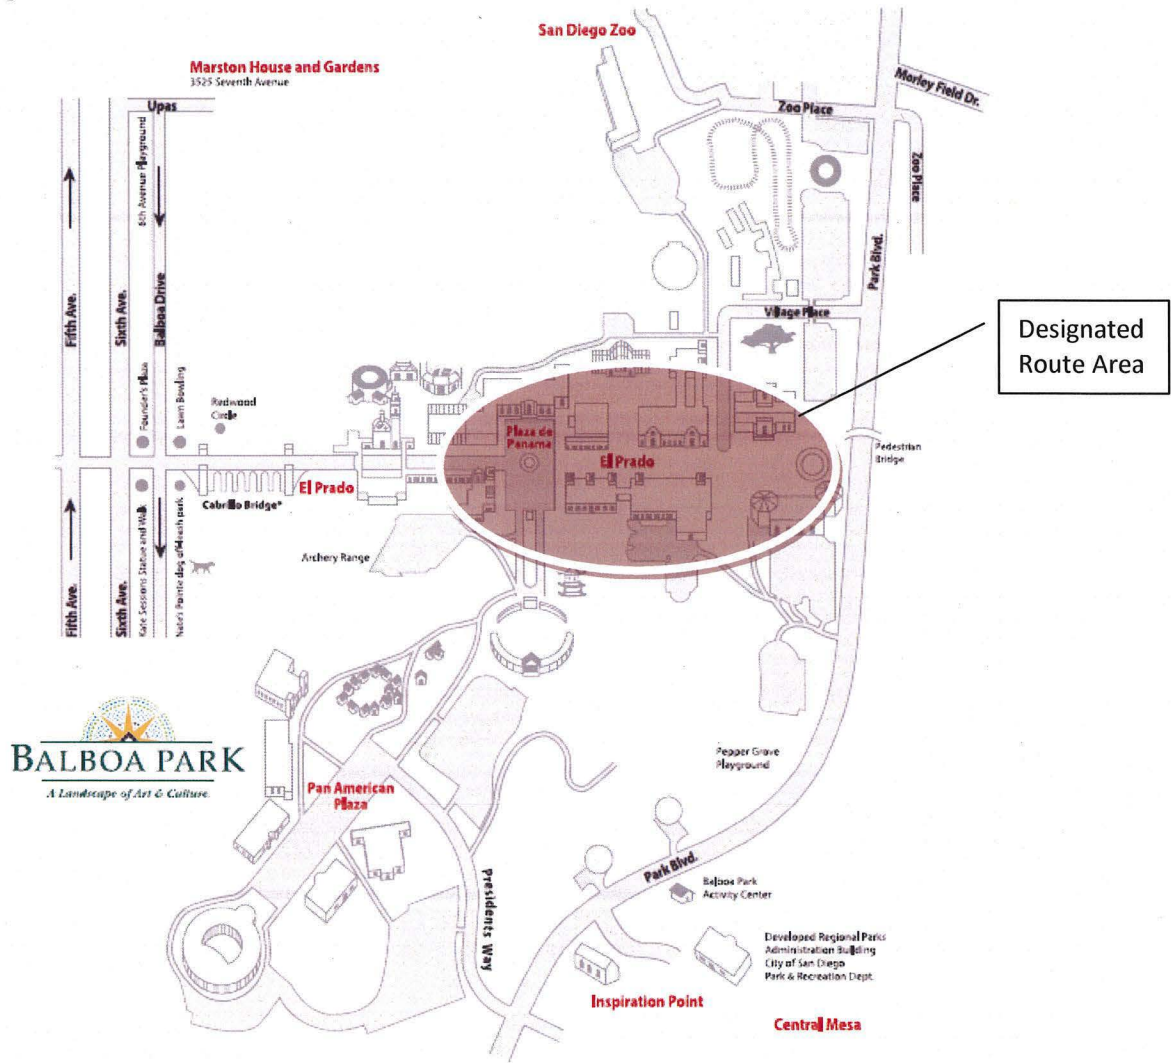 San Diego Zoo
Marston House and Gardens
3525 Seventh Avenue
Morley Field Dr.
Upas
Zoo Place
6th Avenue Playground
Zoo Place
Park Blvd.
Fifth Ave.
Sixth Ave.
Balboa Drive
Village Place
Designated
Route Area
Founder's Plaza
Lawn Bowling
Redwood
Circle
Plaza de
Panama
El Prado
Pedestrian
Bridge
El Prado
Cabrillo Bridge*
Archery Range
Fifth Ave.
Sixth Ave.
Kate Sessions Statue and Walk
Nate's Point dog off-leash park
BALBOA PARK
A Landscape of Art & Culture
Pan American
Plaza
Pepper Grove
Playground
Park Blvd.
Presidents Way
Balboa Park
Activity Center
Developed Regional Parks
Administration Building
City of San Diego
Park & Recreation Dept.
Inspiration Point
Central Mesa